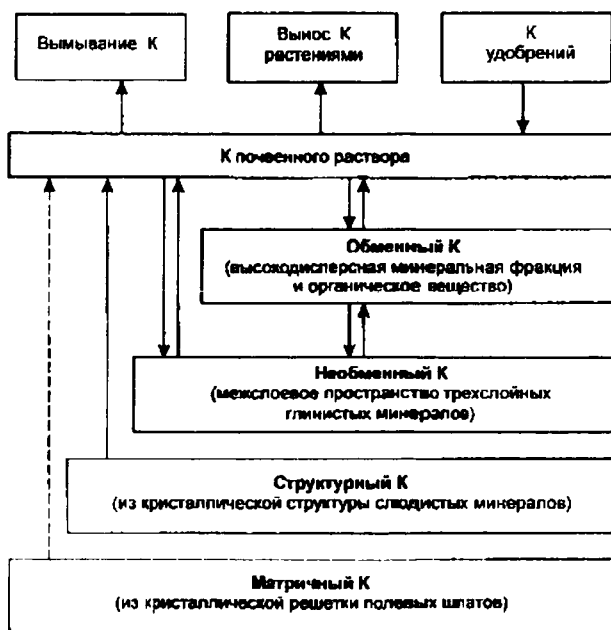 Вымывание К
Вынос К
растениями
К
удобрений
К почвенного раствора
Обменный К
(высокодисперсная минеральная фракция
и органическое вещество)
Необменный К
(межслоевое пространство трехслойных
глинистых минералов)
Структурный К
(из кристаллической структуры слюдистых минералов)
Матричный К
(из кристаллической решетки полевых шпатов)